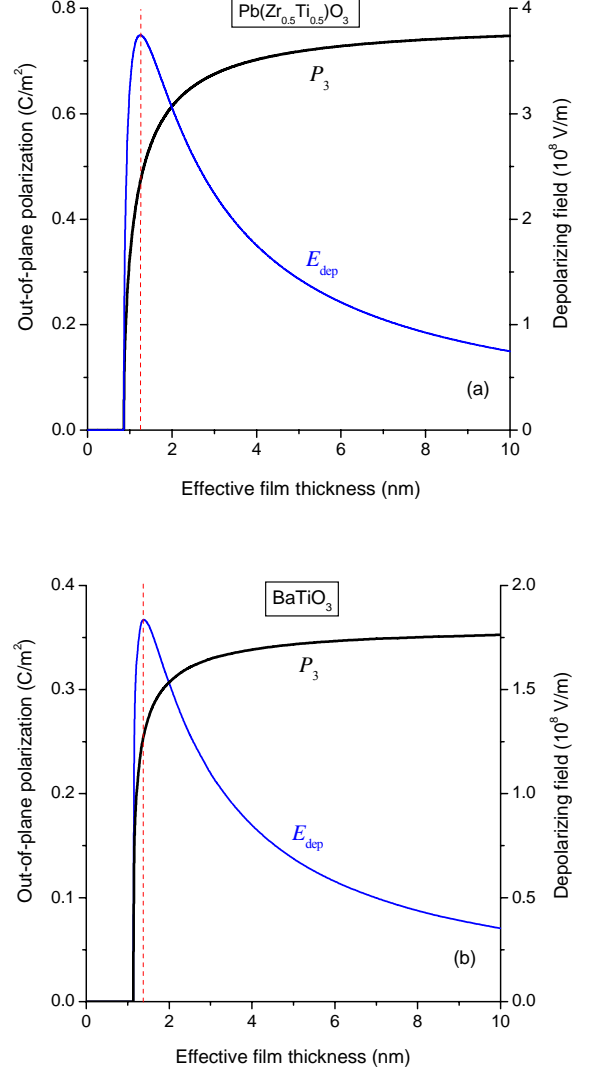 Pb(Zr0.5Ti0.5)O3
0.8
0.6
0.4
0.2
0.0
Out-of-plane polarization (C/m2)
4
3
2
1
0
Depolarizing field (10^8 V/m)
P3
Edep
(a)
0 2 4 6 8 10
Effective film thickness (nm)
BaTiO3
0.4
0.3
0.2
0.1
0.0
Out-of-plane polarization (C/m2)
2.0
1.5
1.0
0.5
0.0
Depolarizing field (10^8 V/m)
P3
Edep
(b)
0 2 4 6 8 10
Effective film thickness (nm)